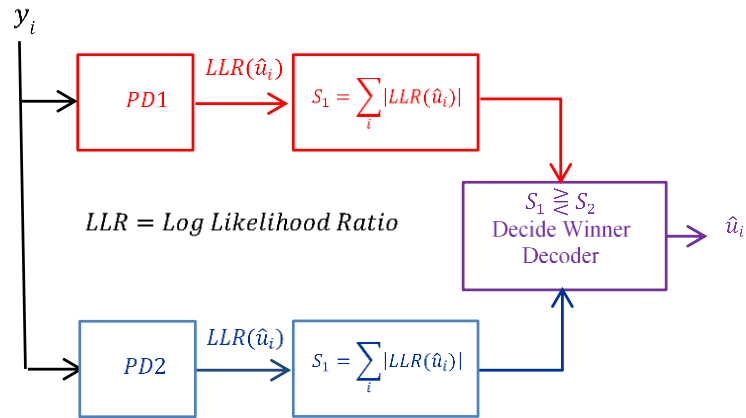 y_i
PD1
LLR(û_i)
S_1 = ∑_i |LLR(û_i)|
LLR = Log Likelihood Ratio
S_1 ⋛ S_2
Decide Winner
Decoder
û_i
PD2
LLR(û_i)
S_1 = ∑_i |LLR(û_i)|